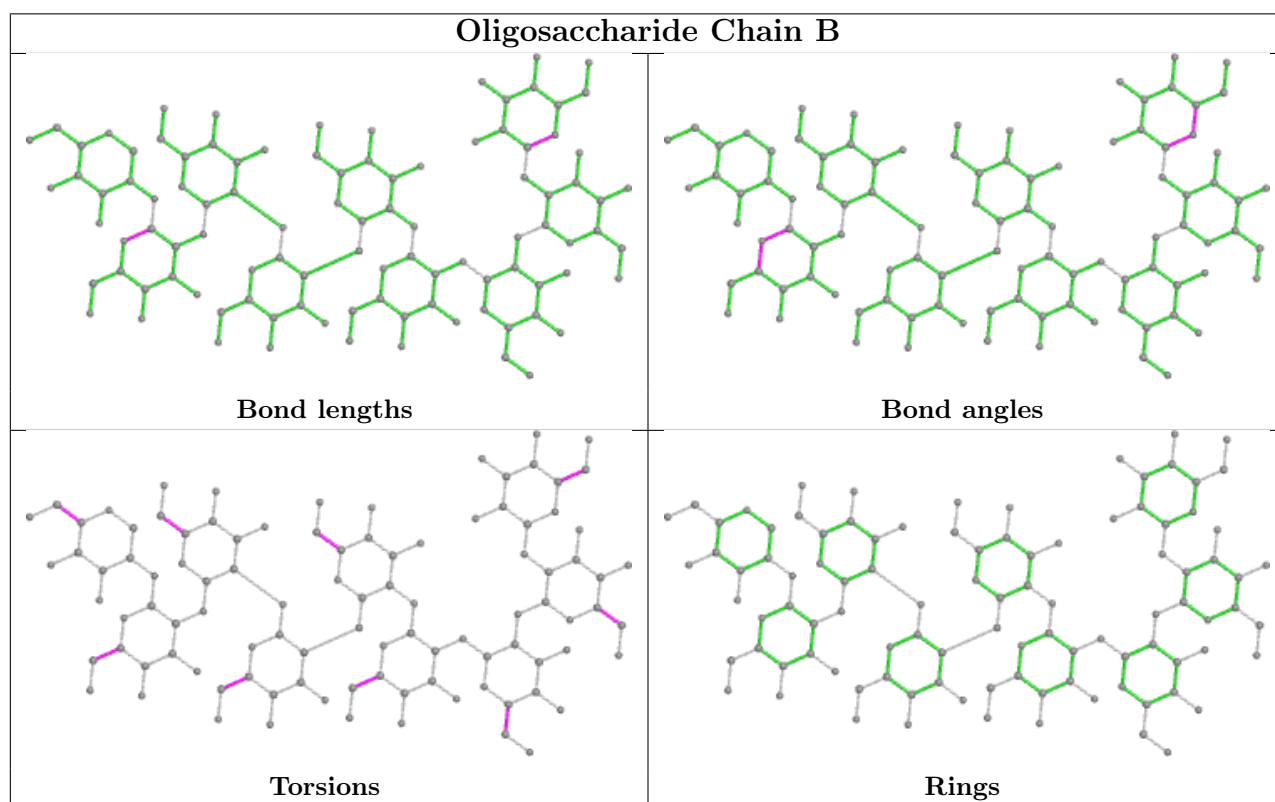 Oligosaccharide Chain B
Bond lengths
Bond angles
Torsions
Rings